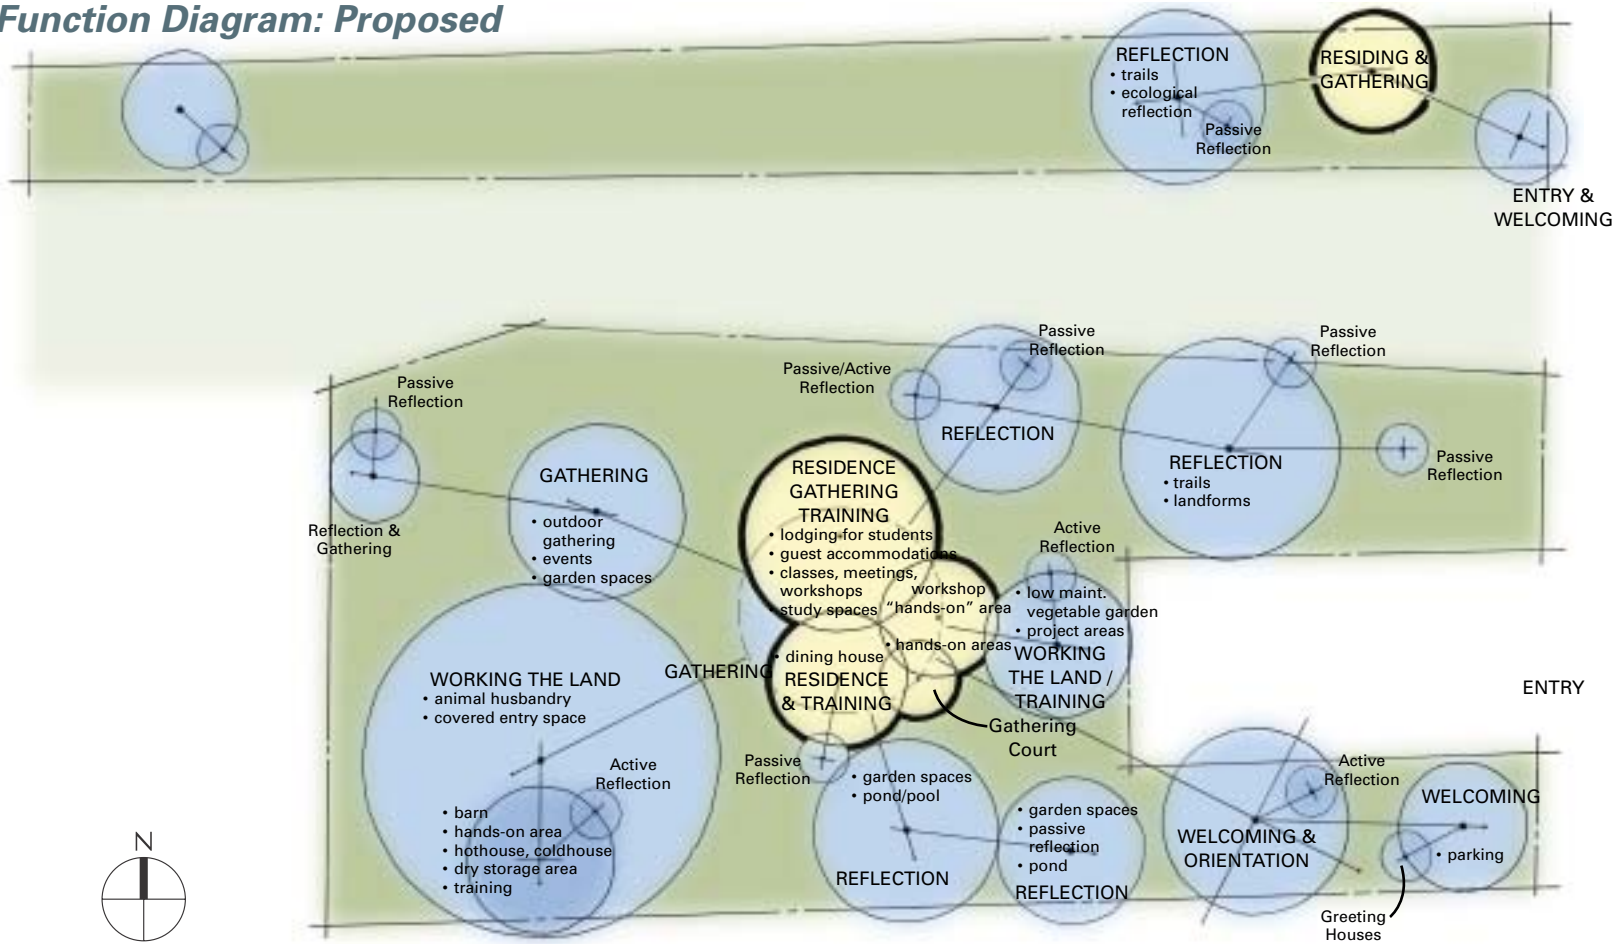 Function Diagram: Proposed
REFLECTION
• trails
• ecological
reflection
Passive
Reflection
RESIDING &
GATHERING
ENTRY &
WELCOMING
Passive
Reflection
Reflection &
Gathering
GATHERING
• outdoor
gathering
• events
• garden spaces
Passive/Active
Reflection
Passive
Reflection
REFLECTION
Passive
Reflection
REFLECTION
• trails
• landforms
Passive
Reflection
RESIDENCE
GATHERING
TRAINING
• lodging for students
• guest accommodations
• classes, meetings,
workshops
• study spaces
workshop
“hands-on” area
• hands-on areas
Active
Reflection
• low maint.
vegetable garden
• project areas
WORKING
THE LAND /
TRAINING
GATHERING
• dining house
RESIDENCE
& TRAINING
Gathering
Court
ENTRY
WORKING THE LAND
• animal husbandry
• covered entry space
Active
Reflection
• barn
• hands-on area
• hothouse, coldhouse
• dry storage area
• training
Passive
Reflection
• garden spaces
• pond/pool
REFLECTION
• garden spaces
• passive
reflection
• pond
REFLECTION
WELCOMING &
ORIENTATION
Active
Reflection
WELCOMING
• parking
Greeting
Houses
N